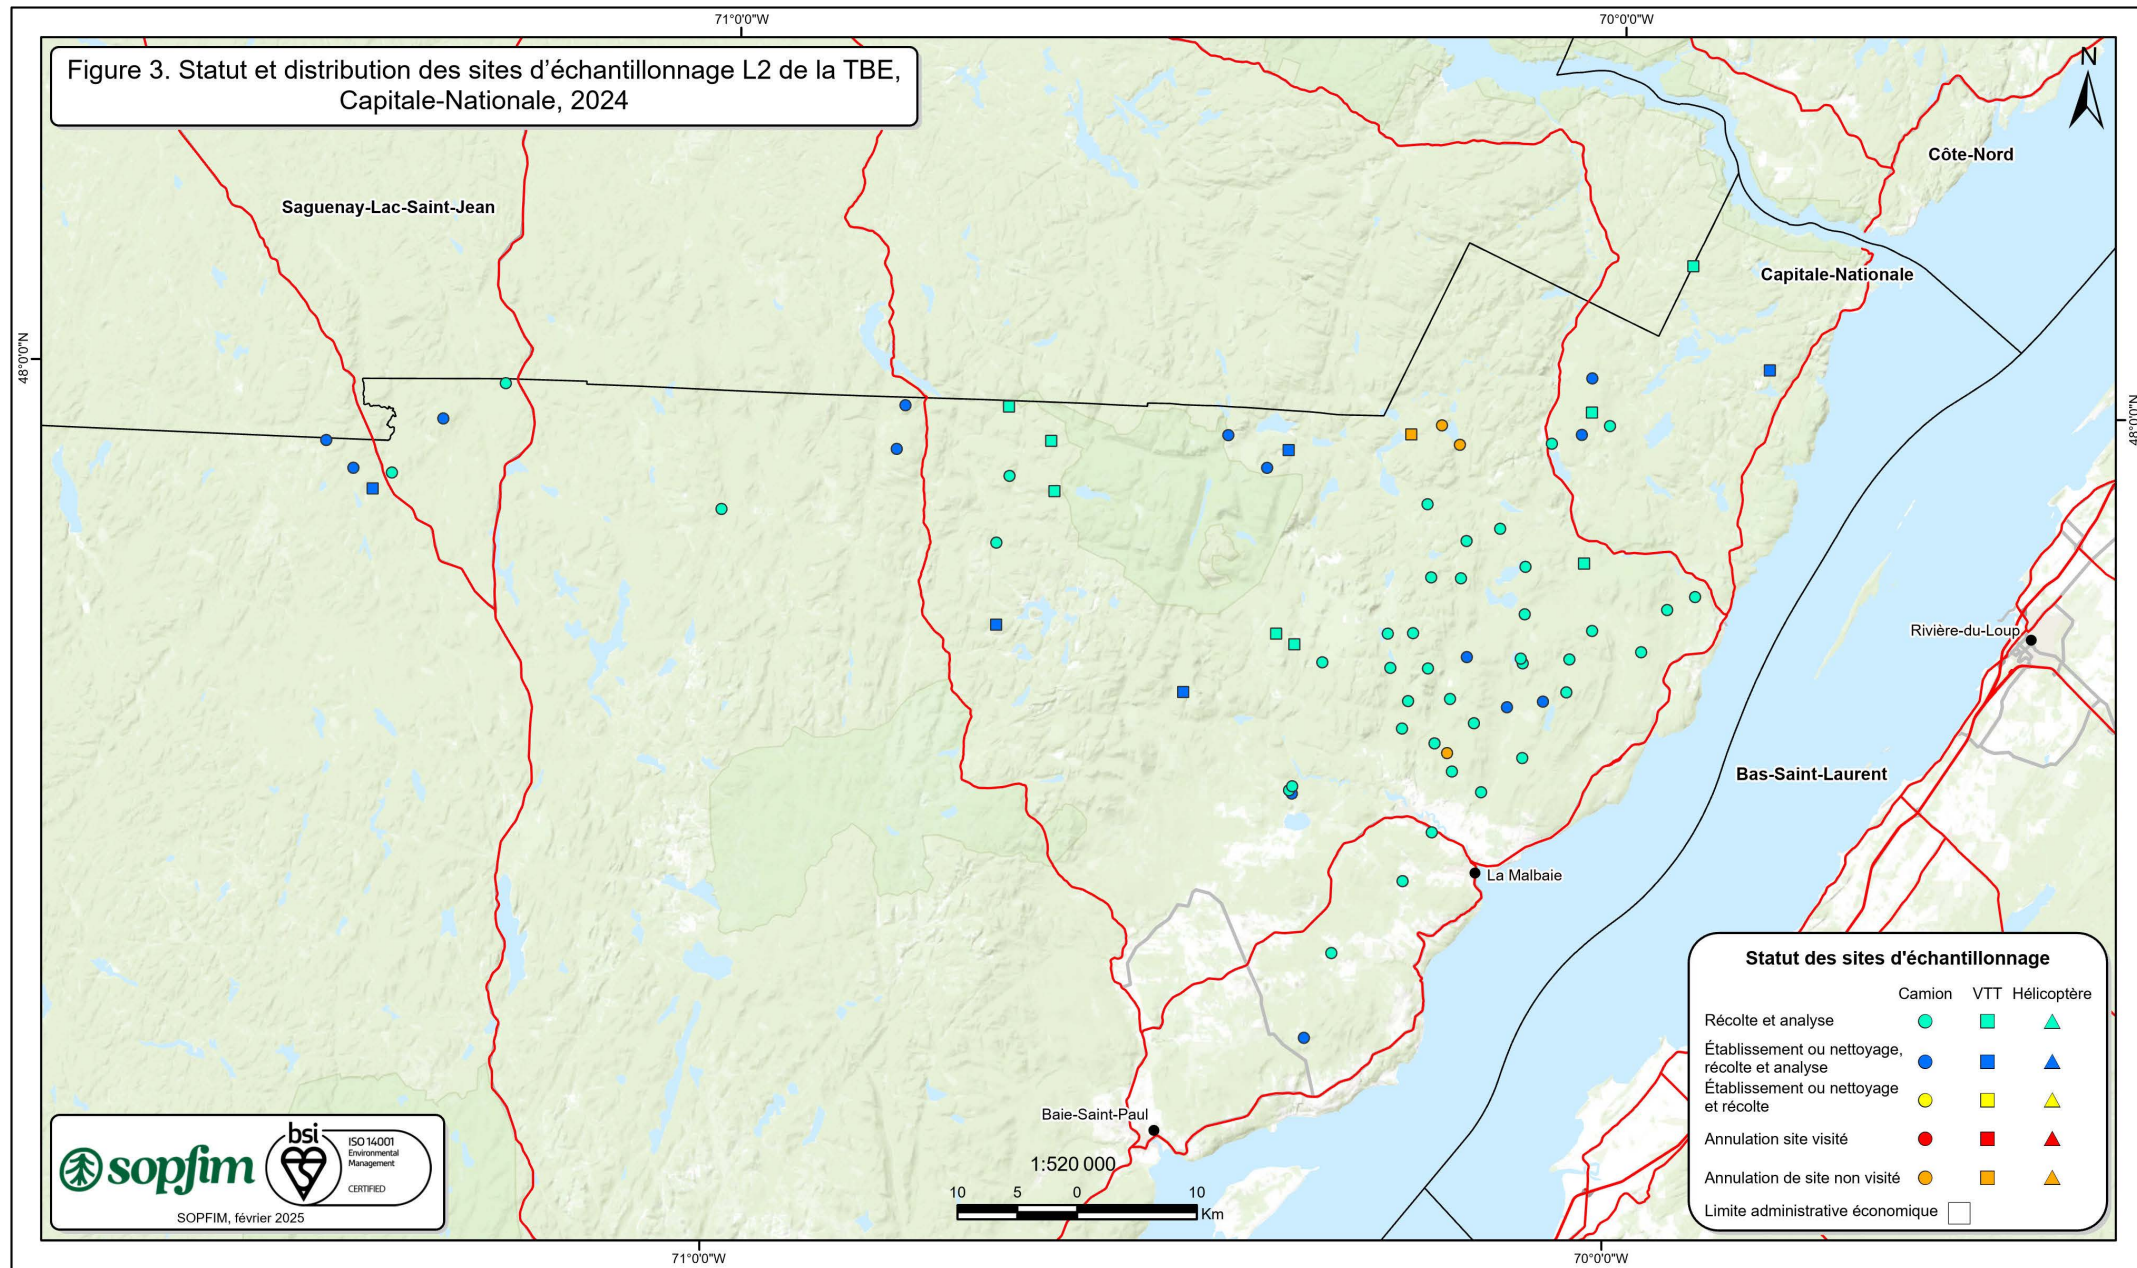 71°0'0"W
70°0'0"W
Figure 3. Statut et distribution des sites d'échantillonnage L2 de la TBE,
Capitale-Nationale, 2024
N
Côte-Nord
Saguenay-Lac-Saint-Jean
Capitale-Nationale
48°0'0"N
48°0'0"N
Rivière-du-Loup
Bas-Saint-Laurent
La Malbaie
Baie-Saint-Paul
1:520 000
10 5 0 10
Km
Statut des sites d'échantillonnage
Camion VTT Hélicoptère
Récolte et analyse
Établissement ou nettoyage,
récolte et analyse
Établissement ou nettoyage
et récolte
Annulation site visité
Annulation de site non visité
Limite administrative économique
sopfim
bsi
ISO 14001
Environmental
Management
CERTIFIED
SOPFIM, février 2025
71°0'0"W
70°0'0"W